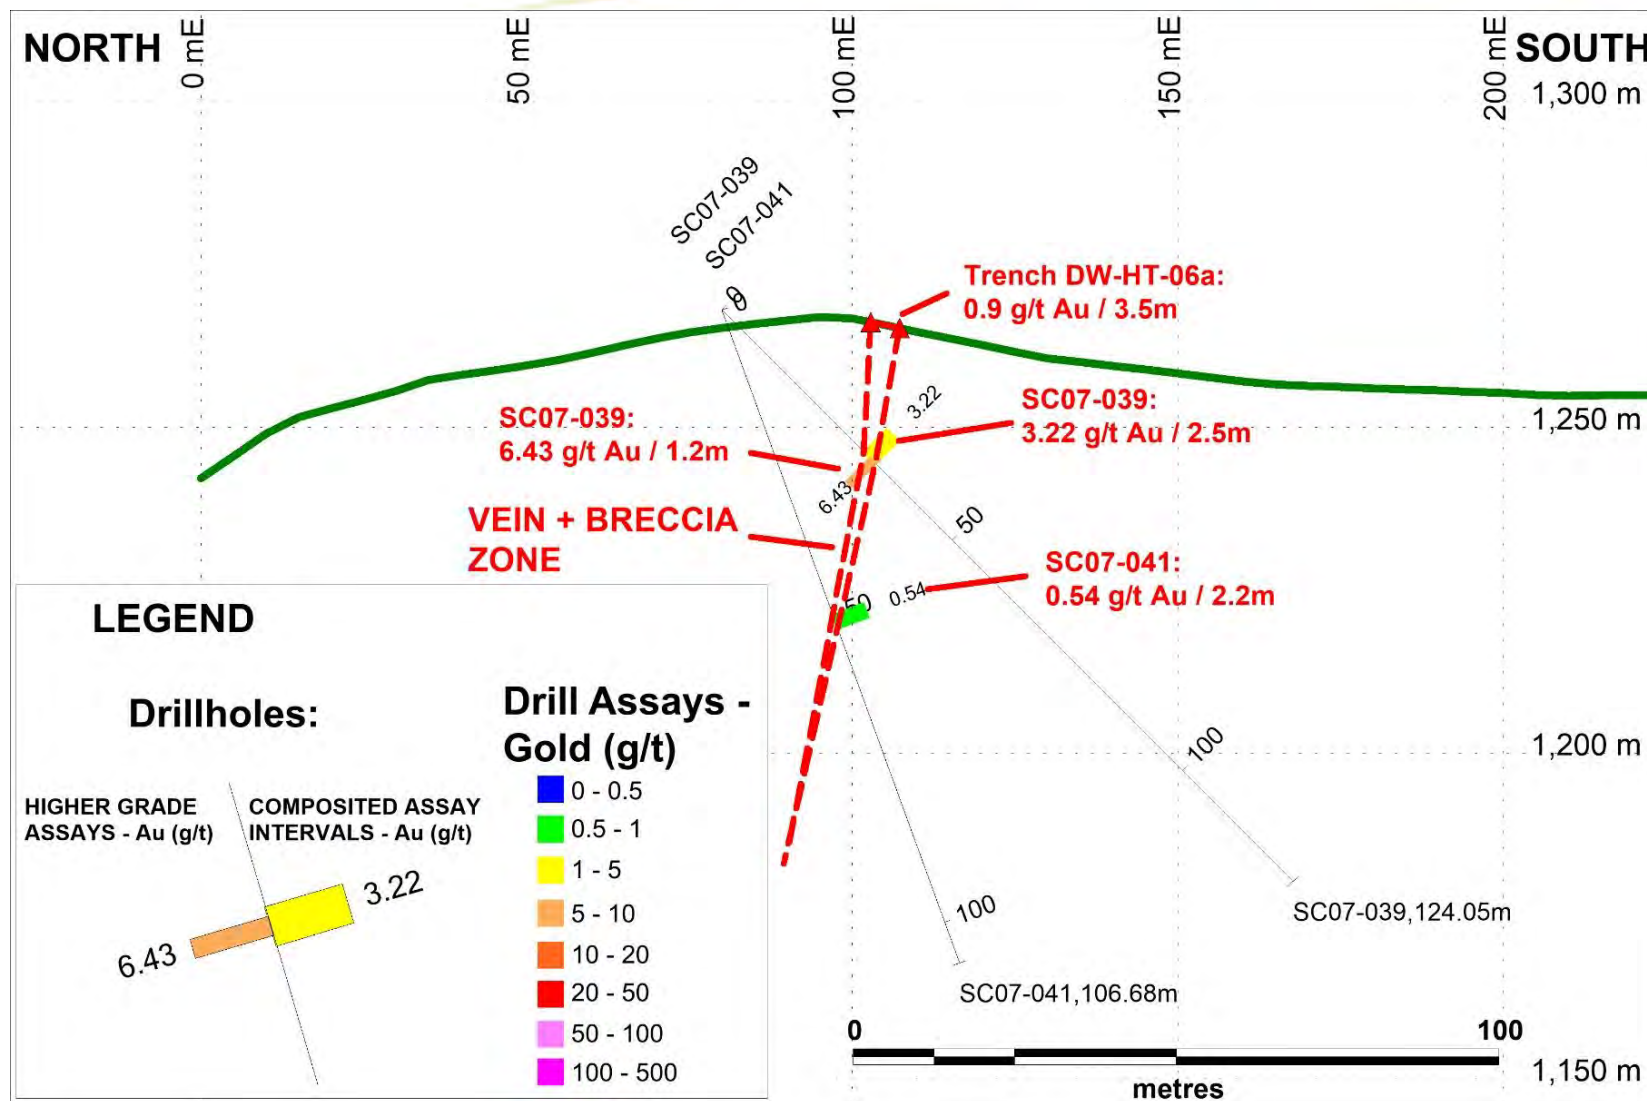 NORTH
0 mE
50 mE
100 mE
150 mE
200 mE
SOUTH
1,300 m
SC07-039
SC07-041
0
0
Trench DW-HT-06a:
0.9 g/t Au / 3.5m
3.22
SC07-039:
3.22 g/t Au / 2.5m
1,250 m
SC07-039:
6.43 g/t Au / 1.2m
6.43
VEIN + BRECCIA
ZONE
50
SC07-041:
0.54 g/t Au / 2.2m
50
0.54
1,200 m
100
100
SC07-039,124.05m
SC07-041,106.68m
LEGEND
Drillholes:
HIGHER GRADE
ASSAYS - Au (g/t)
COMPOSITED ASSAY
INTERVALS - Au (g/t)
3.22
6.43
Drill Assays -
Gold (g/t)
0 - 0.5
0.5 - 1
1 - 5
5 - 10
10 - 20
20 - 50
50 - 100
100 - 500
0
100
metres
1,150 m